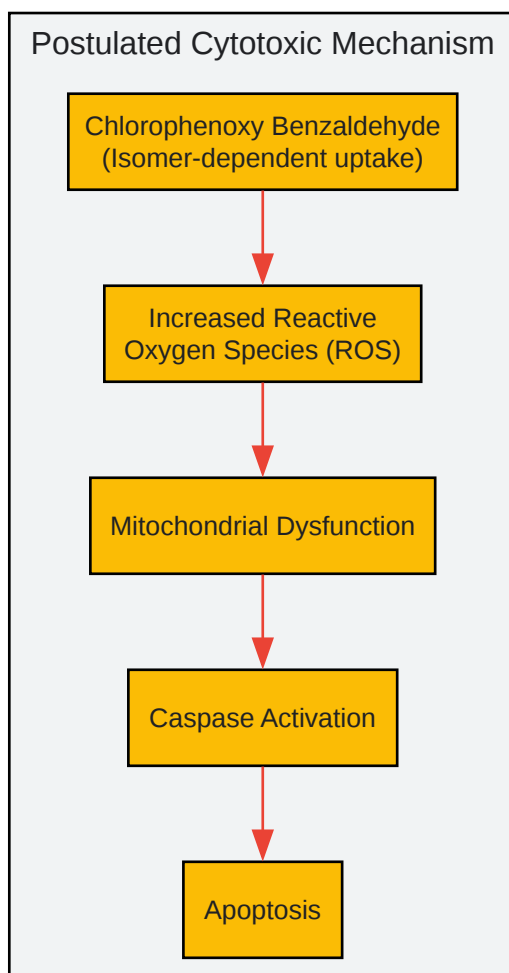 Postulated Cytotoxic Mechanism
Chlorophenoxy Benzaldehyde
(Isomer-dependent uptake)
Increased Reactive
Oxygen Species (ROS)
Mitochondrial Dysfunction
Caspase Activation
Apoptosis